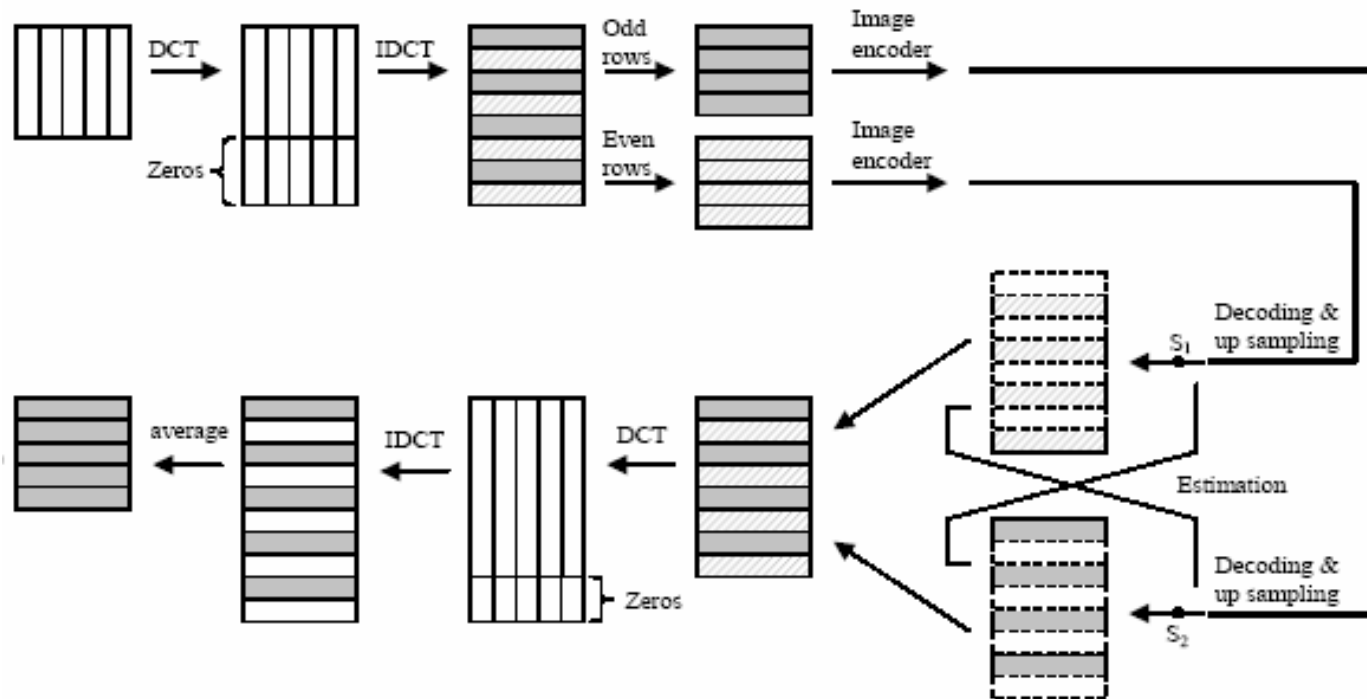 DCT
IDCT
Odd
rows
Image
encoder
Zeros
Even
rows
Image
encoder
Decoding &
up sampling
S₁
average
IDCT
DCT
Estimation
Zeros
Decoding &
up sampling
S₂